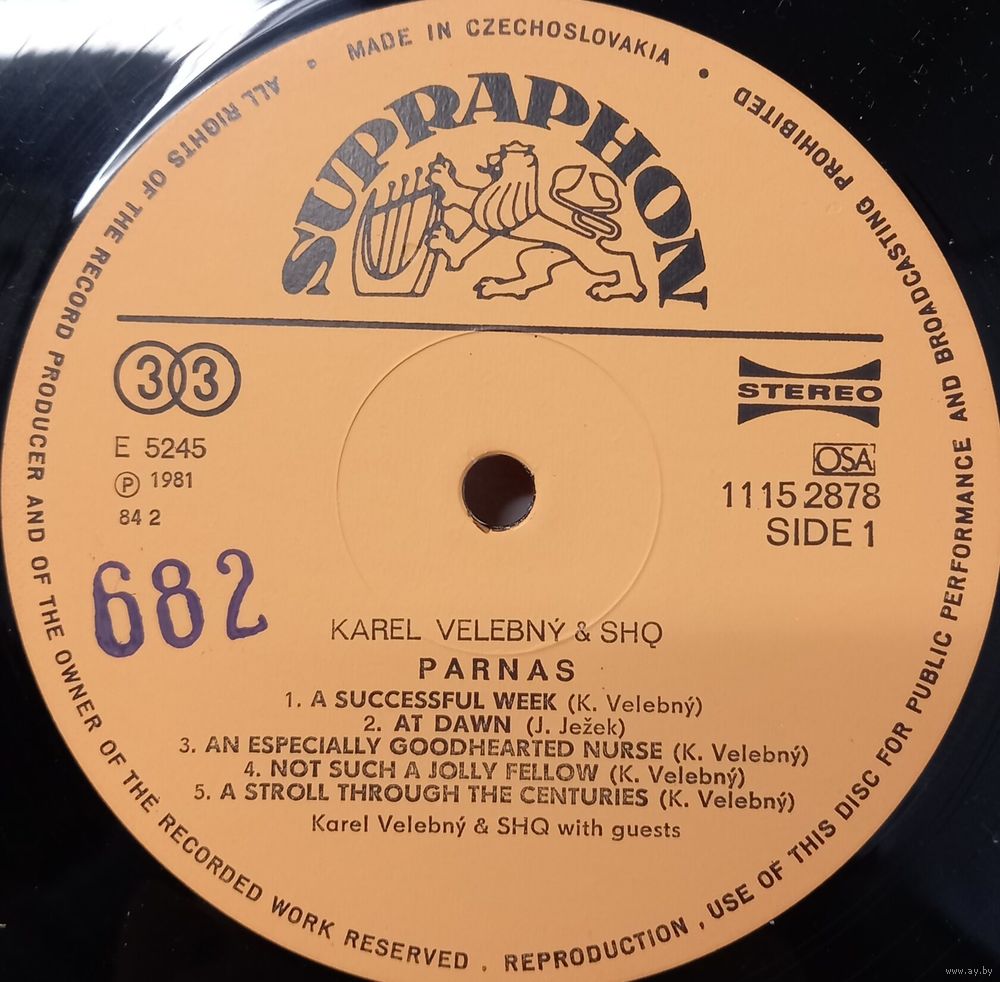 MADE IN CZECHOSLOVAKIA
ALL RIGHTS OF THE RECORD PRODUCER AND OF THE OWNER OF THE RECORDED WORK RESERVED . REPRODUCTION , USE OF THIS DISC FOR PUBLIC PERFORMANCE AND BROADCASTING PROHIBITED
SUPRAPHON
33
STEREO
E 5245
℗ 1981
84 2
OSA
1115 2878
SIDE 1
682
KAREL VELEBNÝ & SHQ
PARNAS
1. A SUCCESSFUL WEEK (K. Velebný)
2. AT DAWN (J. Ježek)
3. AN ESPECIALLY GOODHEARTED NURSE (K. Velebný)
4. NOT SUCH A JOLLY FELLOW (K. Velebný)
5. A STROLL THROUGH THE CENTURIES (K. Velebný)
Karel Velebný & SHQ with guests
www.ay.by